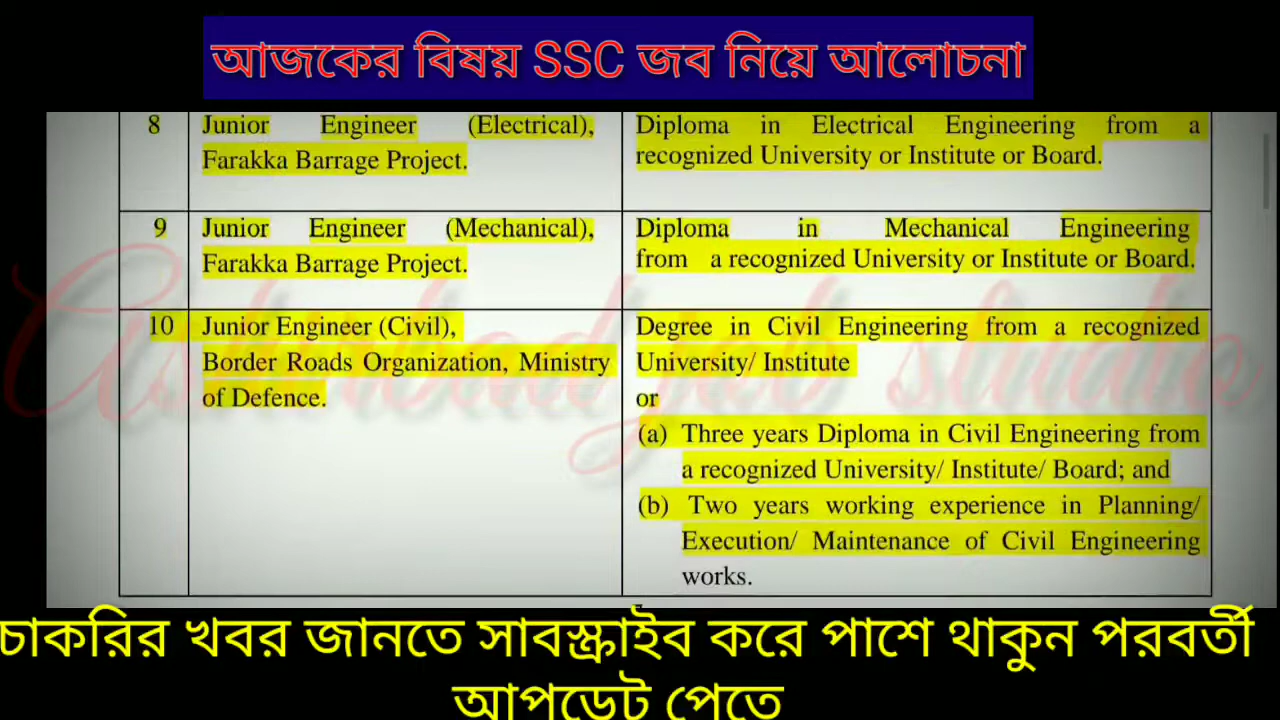 আজকের বিষয় SSC জব নিয়ে আলোচনা
8 Junior Engineer (Electrical), Diploma in Electrical Engineering from a
Farakka Barrage Project. recognized University or Institute or Board.
9 Junior Engineer (Mechanical), Diploma in Mechanical Engineering
Farakka Barrage Project. from a recognized University or Institute or Board.
10 Junior Engineer (Civil), Degree in Civil Engineering from a recognized
Border Roads Organization, Ministry University/ Institute
of Defence. or
(a) Three years Diploma in Civil Engineering from
a recognized University/ Institute/ Board; and
(b) Two years working experience in Planning/
Execution/ Maintenance of Civil Engineering
works.
job studio
চাকরির খবর জানতে সাবস্ক্রাইব করে পাশে থাকুন পরবর্তী
আপডেট পেতে